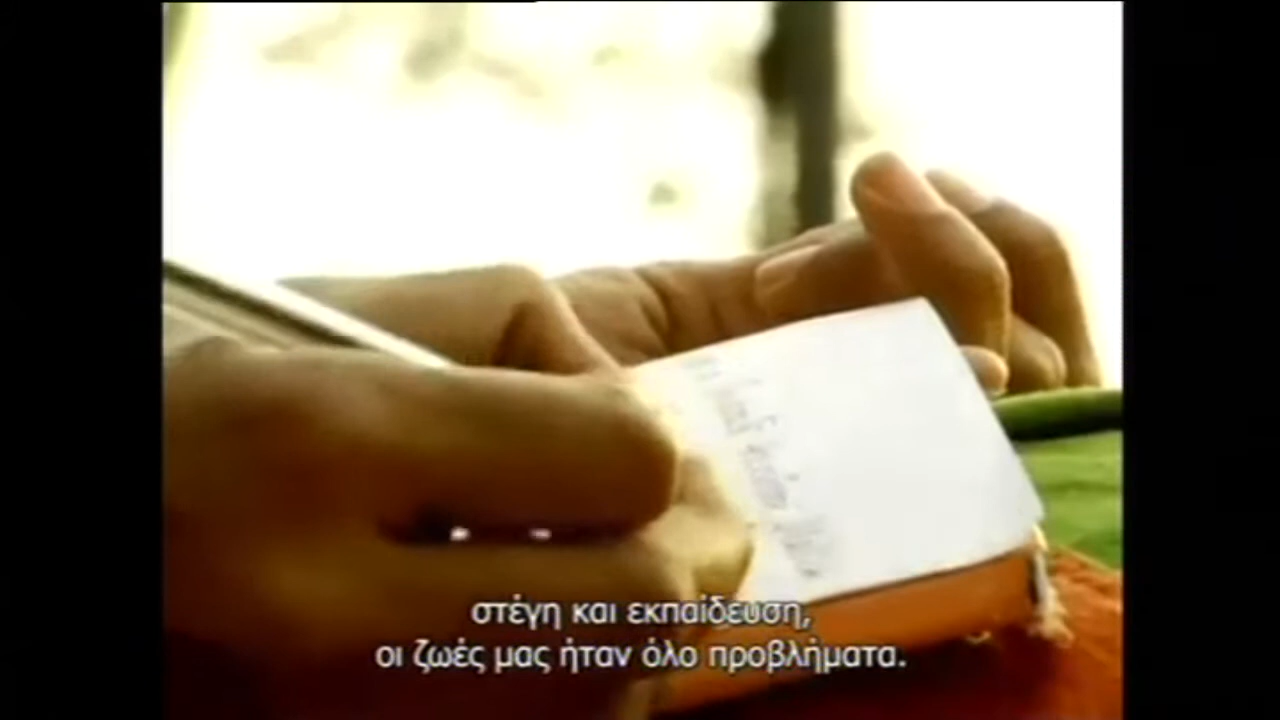 στέγη και εκπαίδευση,
οι ζωές μας ήταν όλο προβλήματα.